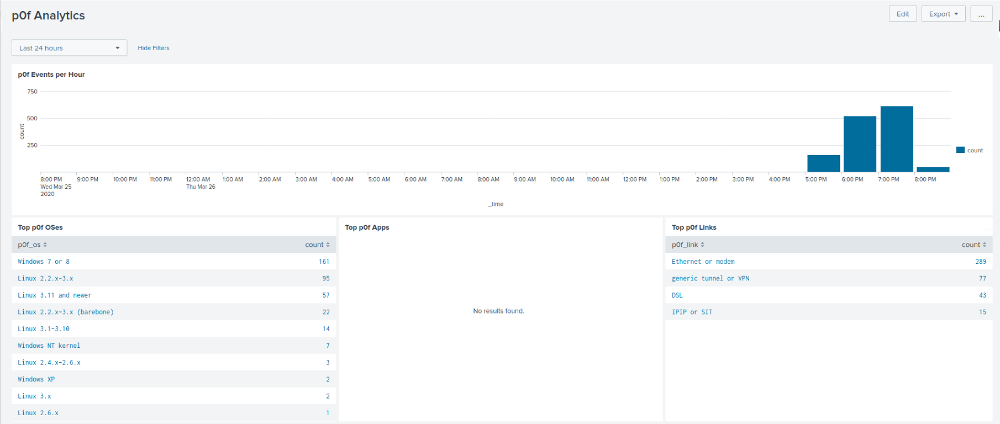 p0f Analytics
Edit
Export
...
Last 24 hours
Hide Filters
p0f Events per Hour
750
500
250
count
8:00 PM 9:00 PM 10:00 PM 11:00 PM 12:00 AM 1:00 AM 2:00 AM 3:00 AM 4:00 AM 5:00 AM 6:00 AM 7:00 AM 8:00 AM 9:00 AM 10:00 AM 11:00 AM 12:00 PM 1:00 PM 2:00 PM 3:00 PM 4:00 PM 5:00 PM 6:00 PM 7:00 PM 8:00 PM
Wed Mar 25 Thu Mar 26
2020
_time
count
Top p0f OSes
p0f_os count
Windows 7 or 8 161
Linux 2.2.x-3.x 95
Linux 3.11 and newer 57
Linux 2.2.x-3.x (barebone) 22
Linux 3.1-3.10 14
Windows NT kernel 7
Linux 2.4.x-2.6.x 3
Windows XP 2
Linux 3.x 2
Linux 2.6.x 1
Top p0f Apps
No results found.
Top p0f LInks
p0f_link count
Ethernet or modem 289
generic tunnel or VPN 77
DSL 43
IPIP or SIT 15